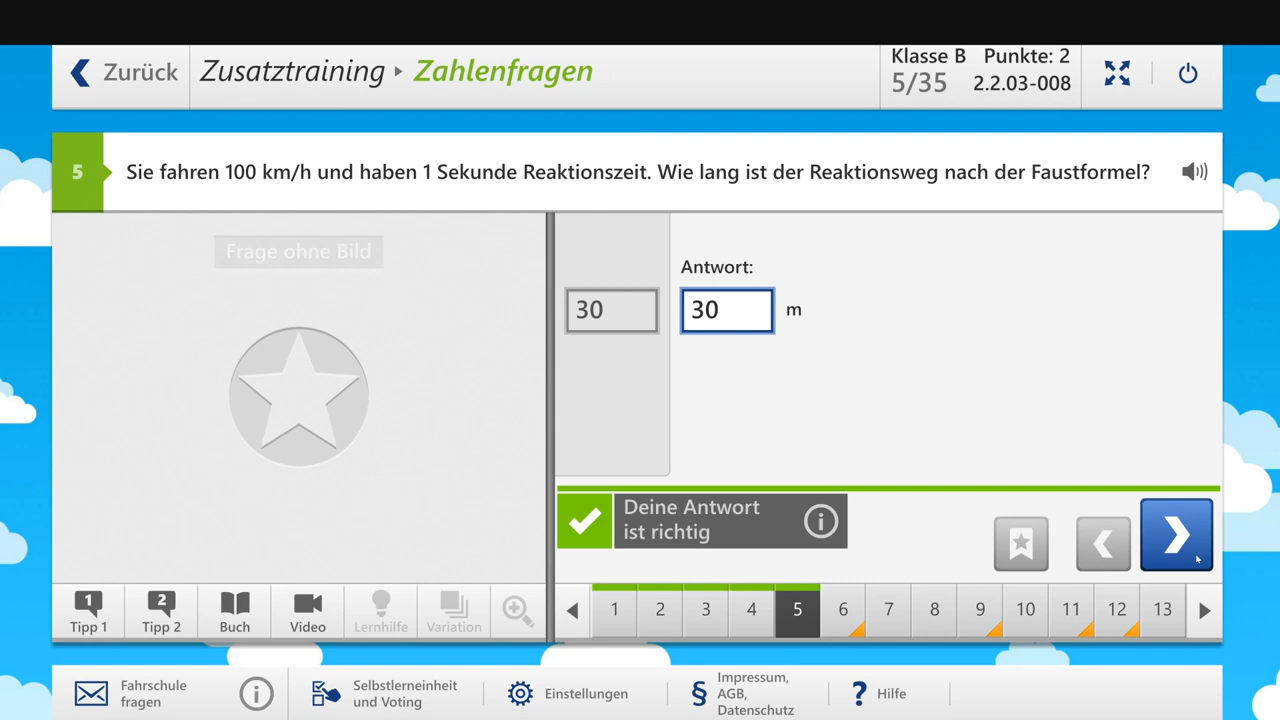 Zurück
Zusatztraining ▸ Zahlenfragen
Klasse B Punkte: 2
5/35 2.2.03-008
5
Sie fahren 100 km/h und haben 1 Sekunde Reaktionszeit. Wie lang ist der Reaktionsweg nach der Faustformel?
Frage ohne Bild
Antwort:
30
30 m
Deine Antwort
ist richtig
1 Tipp 1
2 Tipp 2
Buch
Video
Lernhilfe
Variation
1 2 3 4 5 6 7 8 9 10 11 12 13
Fahrschule
fragen
Selbstlerneinheit
und Voting
Einstellungen
§ Impressum,
AGB,
Datenschutz
? Hilfe